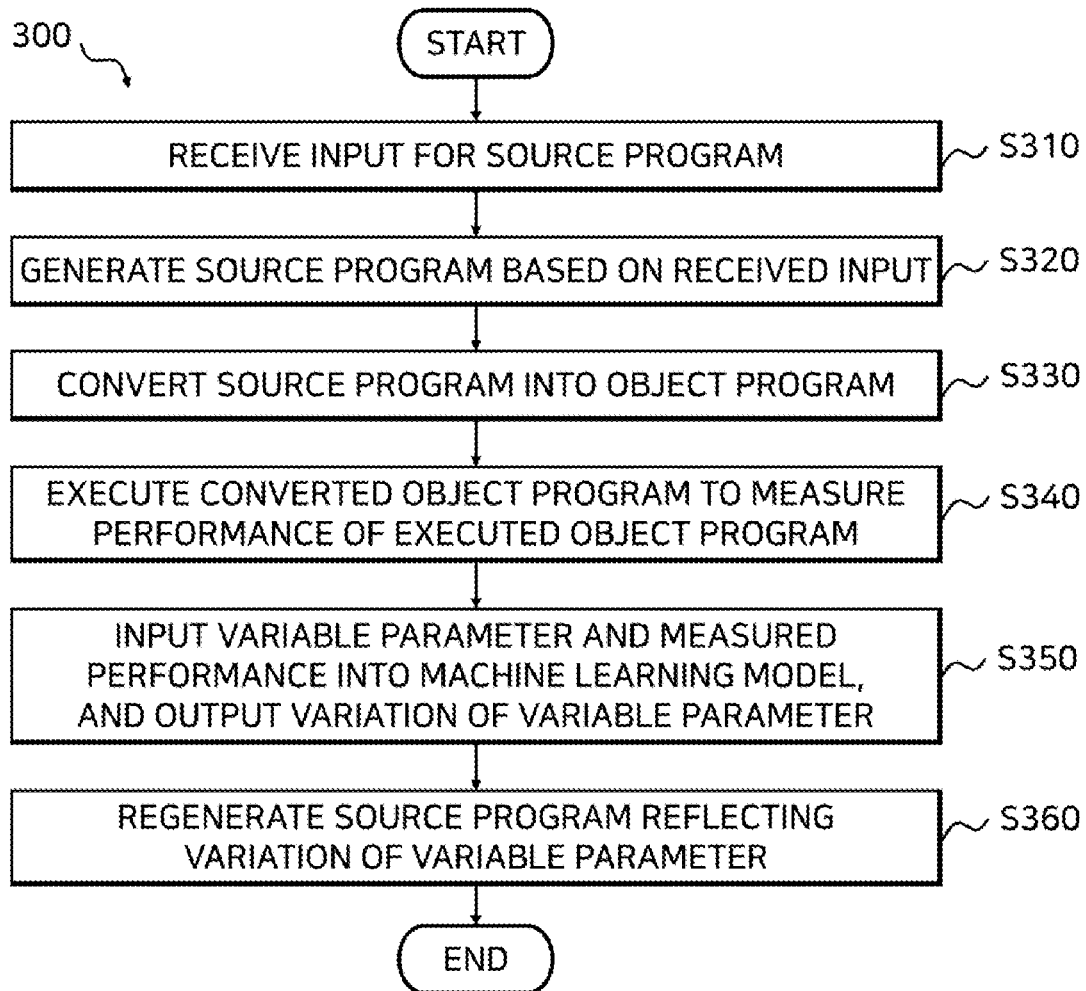 300
START
RECEIVE INPUT FOR SOURCE PROGRAM
S310
GENERATE SOURCE PROGRAM BASED ON RECEIVED INPUT
S320
CONVERT SOURCE PROGRAM INTO OBJECT PROGRAM
S330
EXECUTE CONVERTED OBJECT PROGRAM TO MEASURE
PERFORMANCE OF EXECUTED OBJECT PROGRAM
S340
INPUT VARIABLE PARAMETER AND MEASURED
PERFORMANCE INTO MACHINE LEARNING MODEL,
AND OUTPUT VARIATION OF VARIABLE PARAMETER
S350
REGENERATE SOURCE PROGRAM REFLECTING
VARIATION OF VARIABLE PARAMETER
S360
END